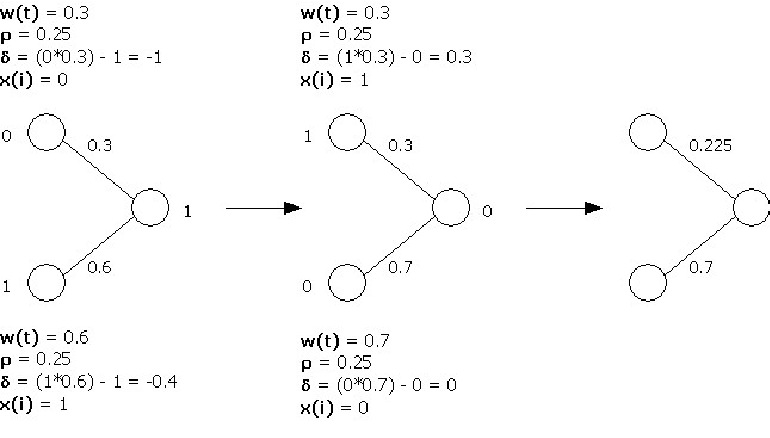 w(t) = 0.3
ρ = 0.25
δ = (0*0.3) - 1 = -1
x(i) = 0
w(t) = 0.3
ρ = 0.25
δ = (1*0.3) - 0 = 0.3
x(i) = 1
0
0.3
1
0.6
1
1
0.3
0
0.7
0
0.225
0.7
w(t) = 0.6
ρ = 0.25
δ = (1*0.6) - 1 = -0.4
x(i) = 1
w(t) = 0.7
ρ = 0.25
δ = (0*0.7) - 0 = 0
x(i) = 0